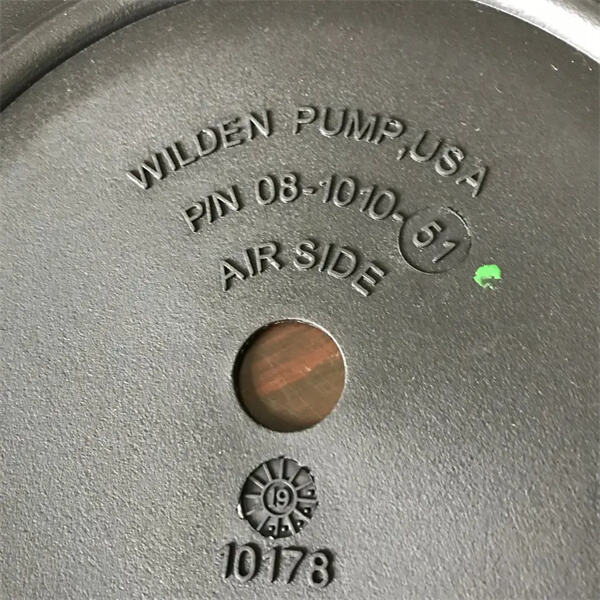 WILDEN PUMP,USA
P/N 08-1010-51
AIR SIDE
19
10178